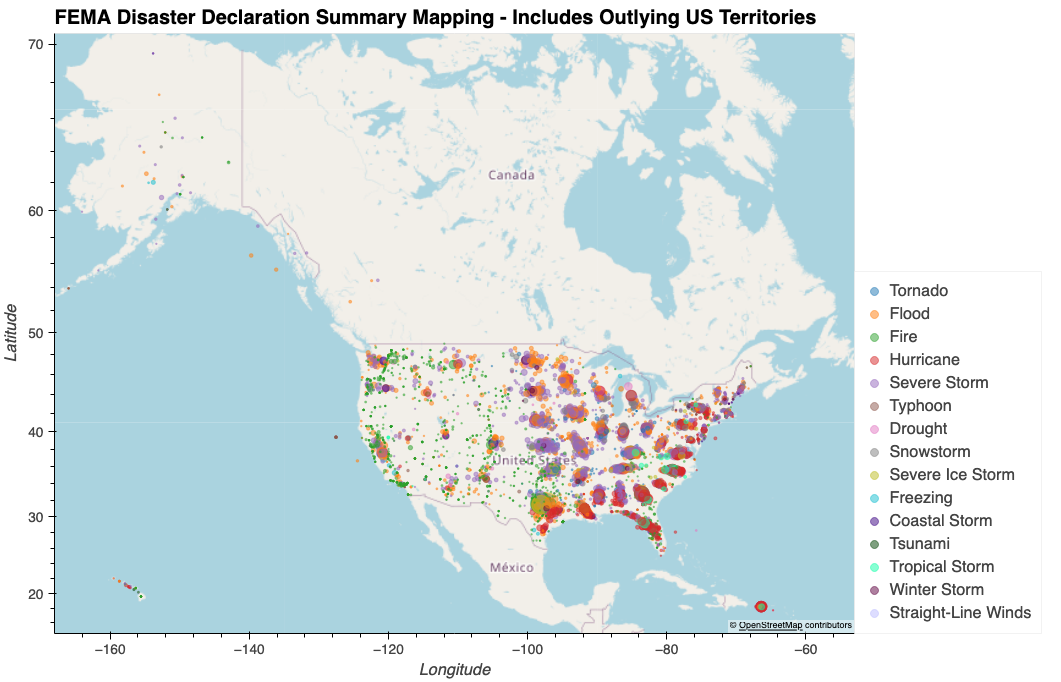 FEMA Disaster Declaration Summary Mapping - Includes Outlying US Territories
70
60
50
40
30
20
Latitude
Canada
United States
México
© OpenStreetMap contributors
−160
−140
−120
−100
−80
−60
Longitude
Tornado
Flood
Fire
Hurricane
Severe Storm
Typhoon
Drought
Snowstorm
Severe Ice Storm
Freezing
Coastal Storm
Tsunami
Tropical Storm
Winter Storm
Straight-Line Winds